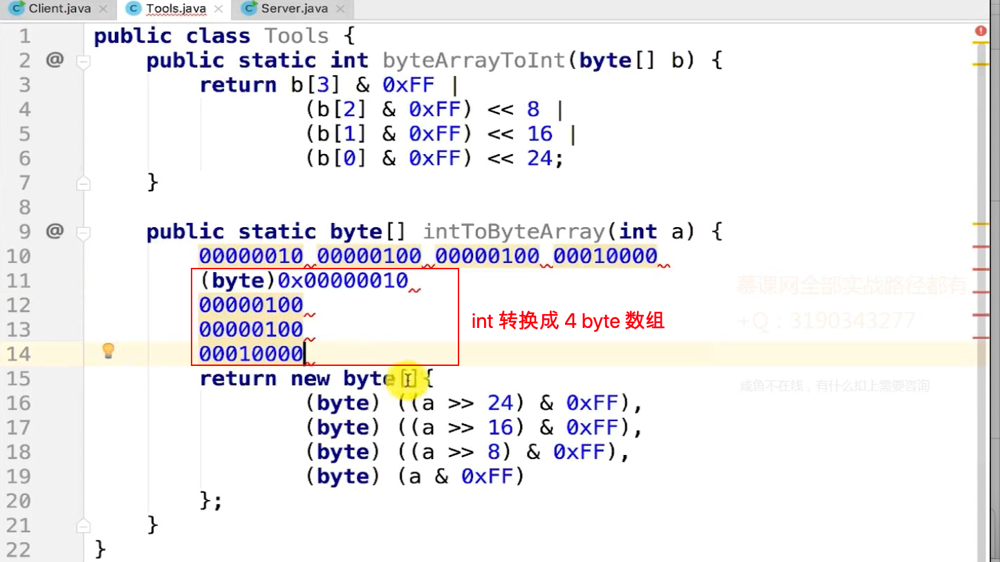 Client.java
Tools.java
Server.java
1 public class Tools {
2 @ public static int byteArrayToInt(byte[] b) {
3 return b[3] & 0xFF |
4 (b[2] & 0xFF) << 8 |
5 (b[1] & 0xFF) << 16 |
6 (b[0] & 0xFF) << 24;
7 }
8
9 @ public static byte[] intToByteArray(int a) {
10 00000010 00000100 00000100 00010000
11 (byte)0x00000010
12 00000100
13 00000100
14 00010000
int 转换成 4 byte 数组
慕课网全部实战路径都有
+Q：3190343277
15 return new byte[]{
咸鱼不在线，有什么扣上需要咨询
16 (byte) ((a >> 24) & 0xFF),
17 (byte) ((a >> 16) & 0xFF),
18 (byte) ((a >> 8) & 0xFF),
19 (byte) (a & 0xFF)
20 };
21 }
22 }